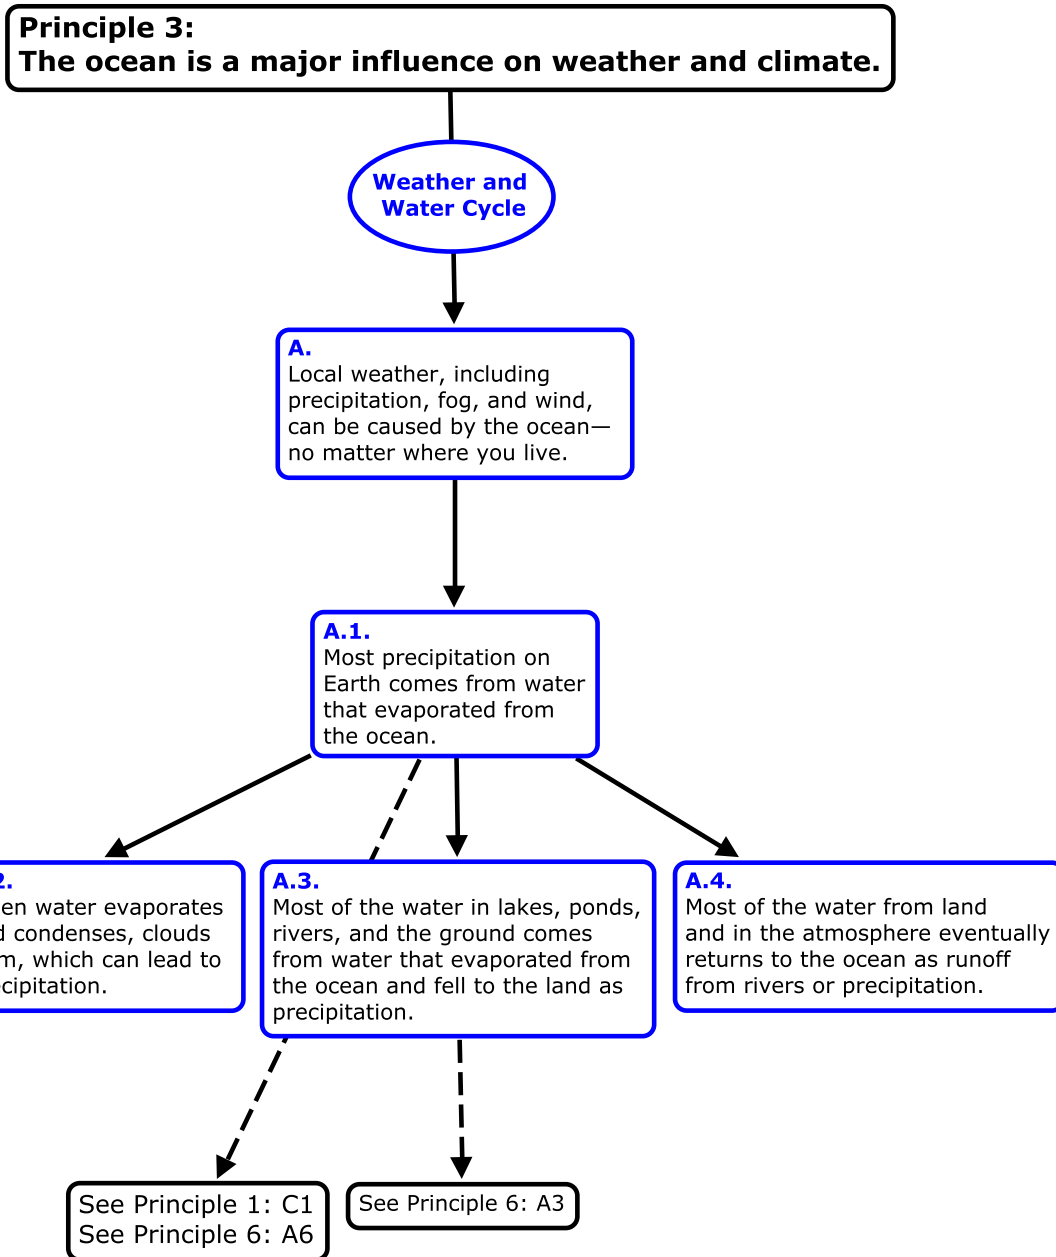 Principle 3:
The ocean is a major influence on weather and climate.
Weather and
Water Cycle
A.
Local weather, including
precipitation, fog, and wind,
can be caused by the ocean—
no matter where you live.
A.1.
Most precipitation on
Earth comes from water
that evaporated from
the ocean.
2.
en water evaporates
d condenses, clouds
m, which can lead to
cipitation.
A.3.
Most of the water in lakes, ponds,
rivers, and the ground comes
from water that evaporated from
the ocean and fell to the land as
precipitation.
A.4.
Most of the water from land
and in the atmosphere eventually
returns to the ocean as runoff
from rivers or precipitation.
See Principle 1: C1
See Principle 6: A6
See Principle 6: A3